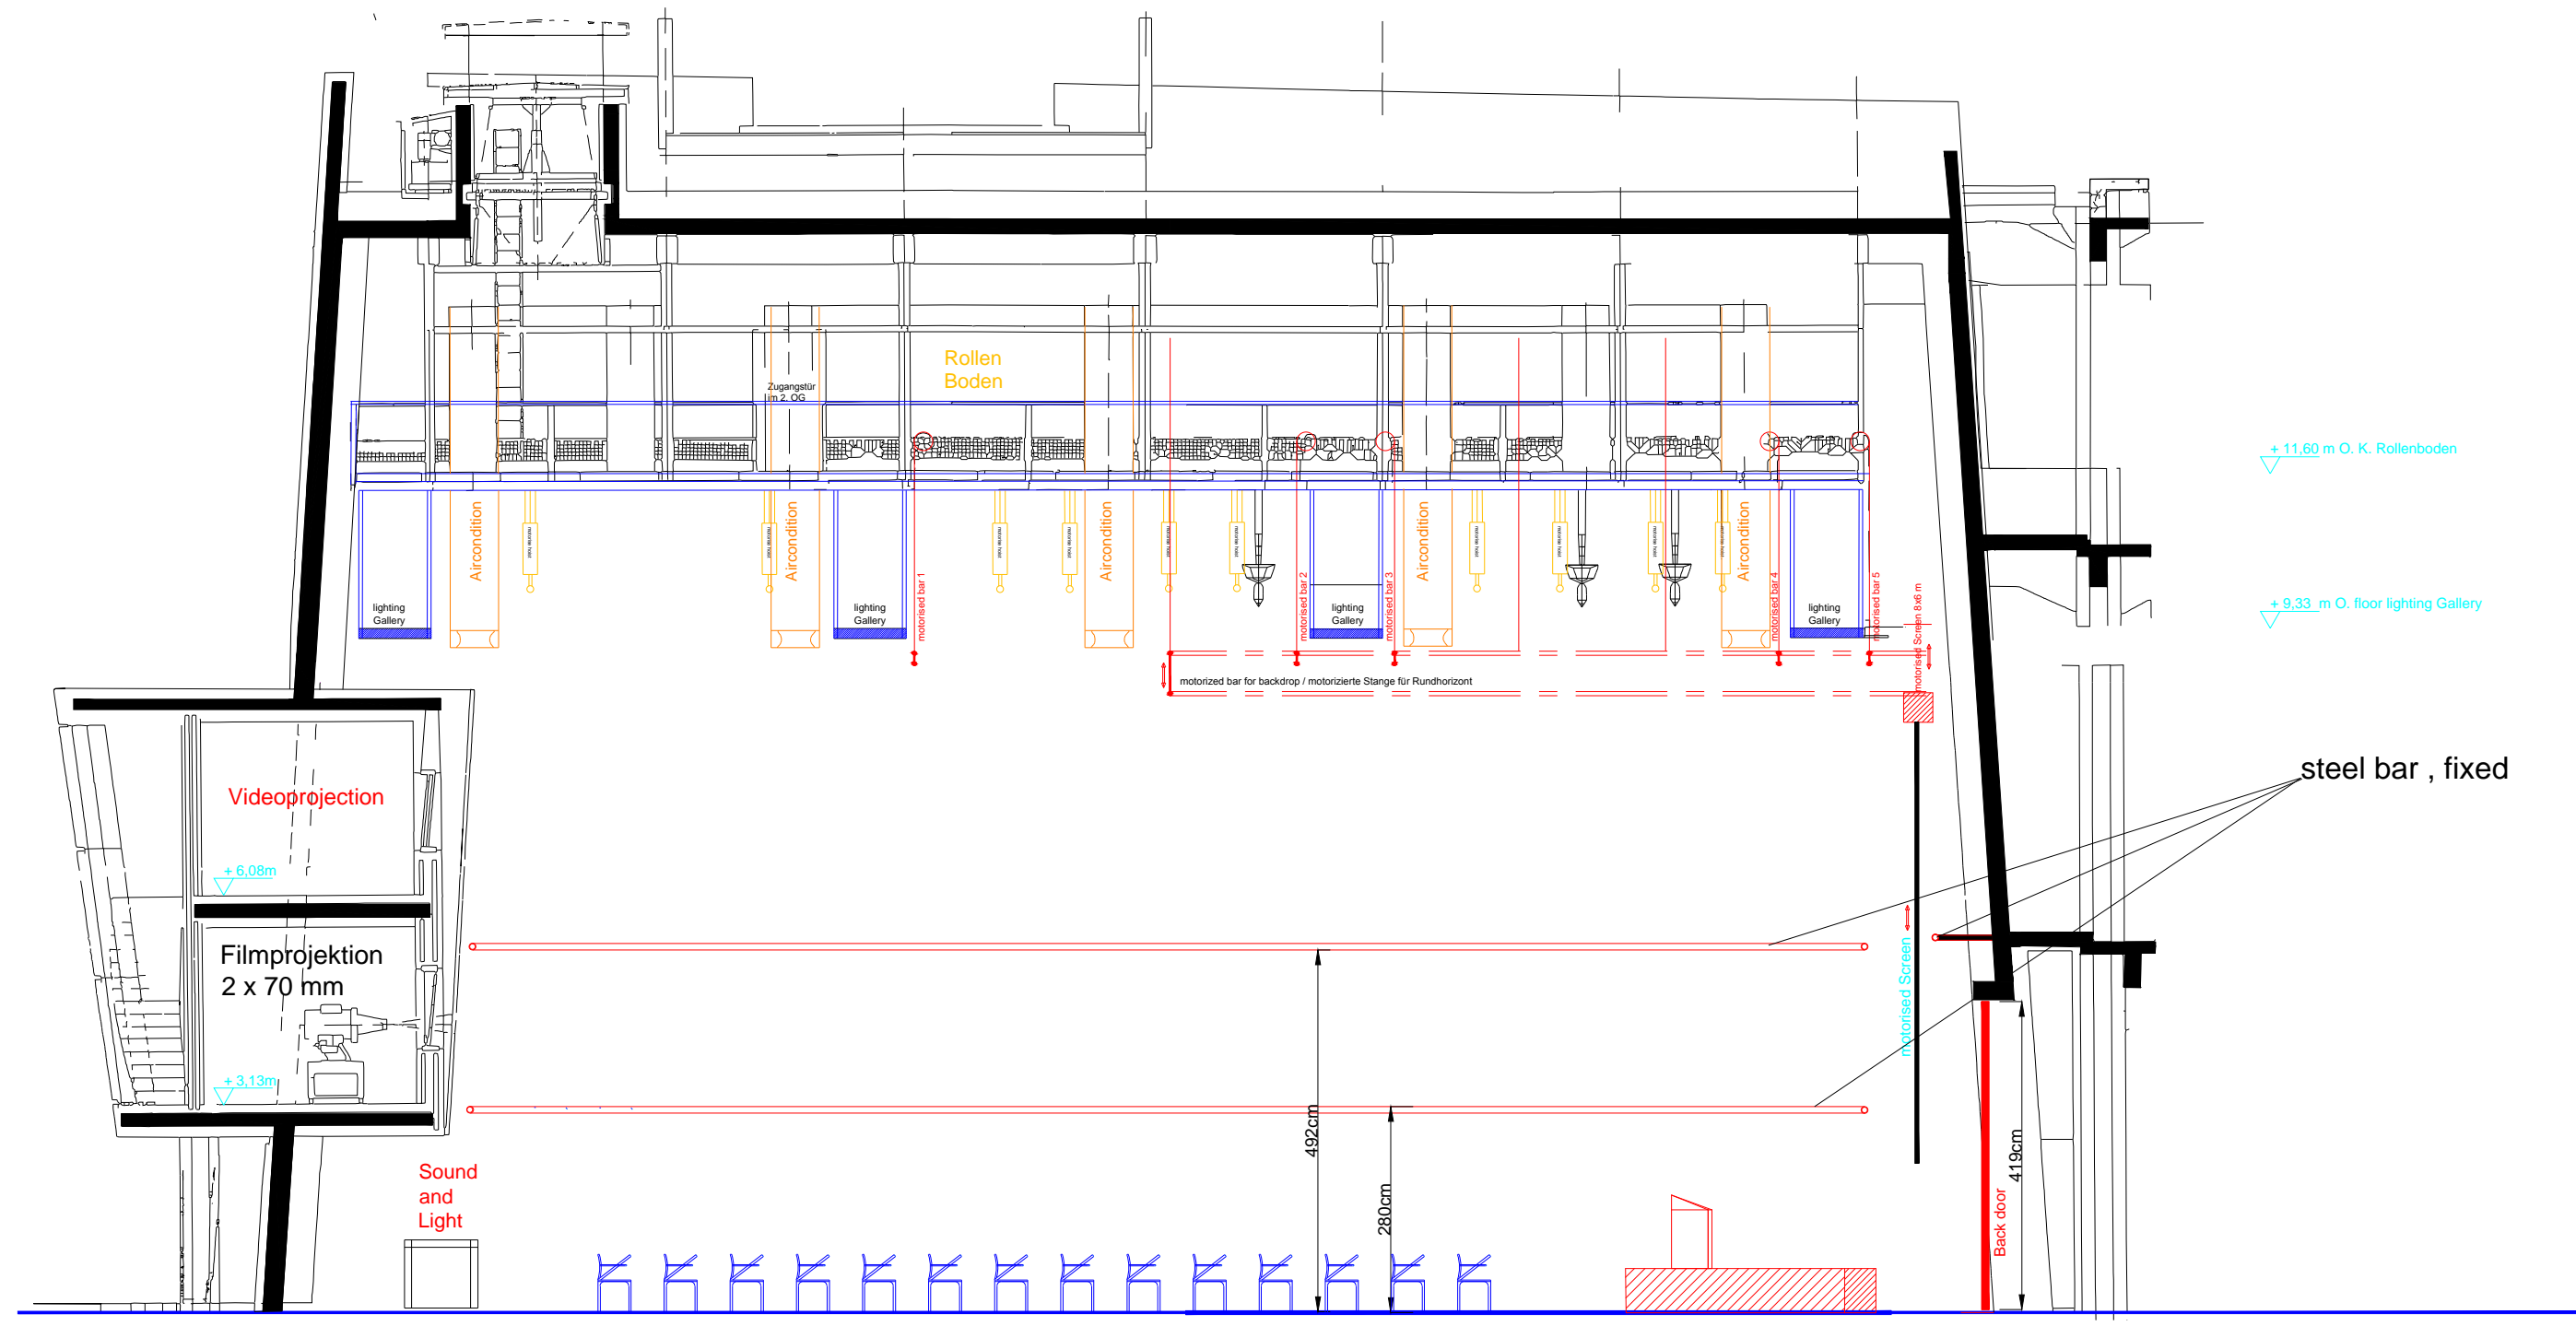 Rollen
Boden
Zugangstür
im 2. OG
+ 11,60 m O. K. Rollenboden
Aircondition
Aircondition
Aircondition
Aircondition
Aircondition
lighting
Gallery
lighting
Gallery
lighting
Gallery
lighting
Gallery
motorised bar 1
motorised bar 2
motorised bar 3
motorised bar 4
motorised bar 5
motorised Screen 8x6 m
+ 9,33 m O. floor lighting Gallery
motorized bar for backdrop / motorizierte Stange für Rundhorizont
steel bar , fixed
Videoprojection
+ 6,08m
Filmprojektion
2 x 70 mm
+ 3,13m
motorised Screen
492cm
280cm
419cm
Back door
Sound
and
Light